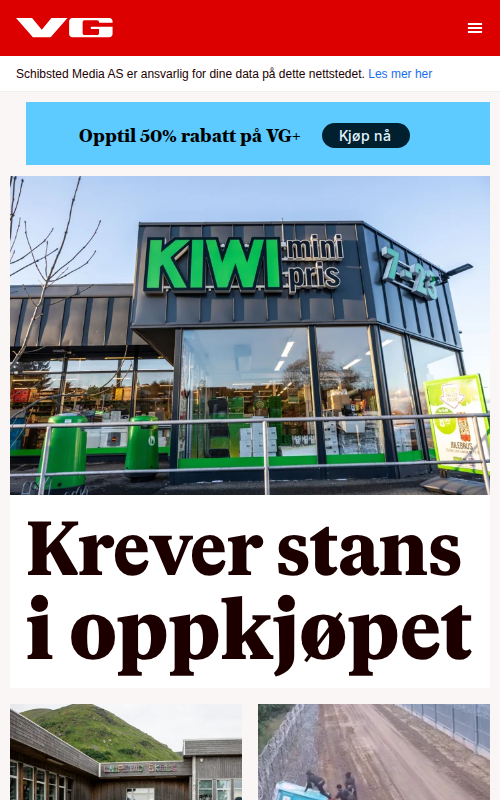 VG
Schibsted Media AS er ansvarlig for dine data på dette nettstedet. Les mer her
Opptil 50% rabatt på VG+
Kjøp nå
KIWI mini pris
7-23
JULEBRUS
Krever stans
i oppkjøpet